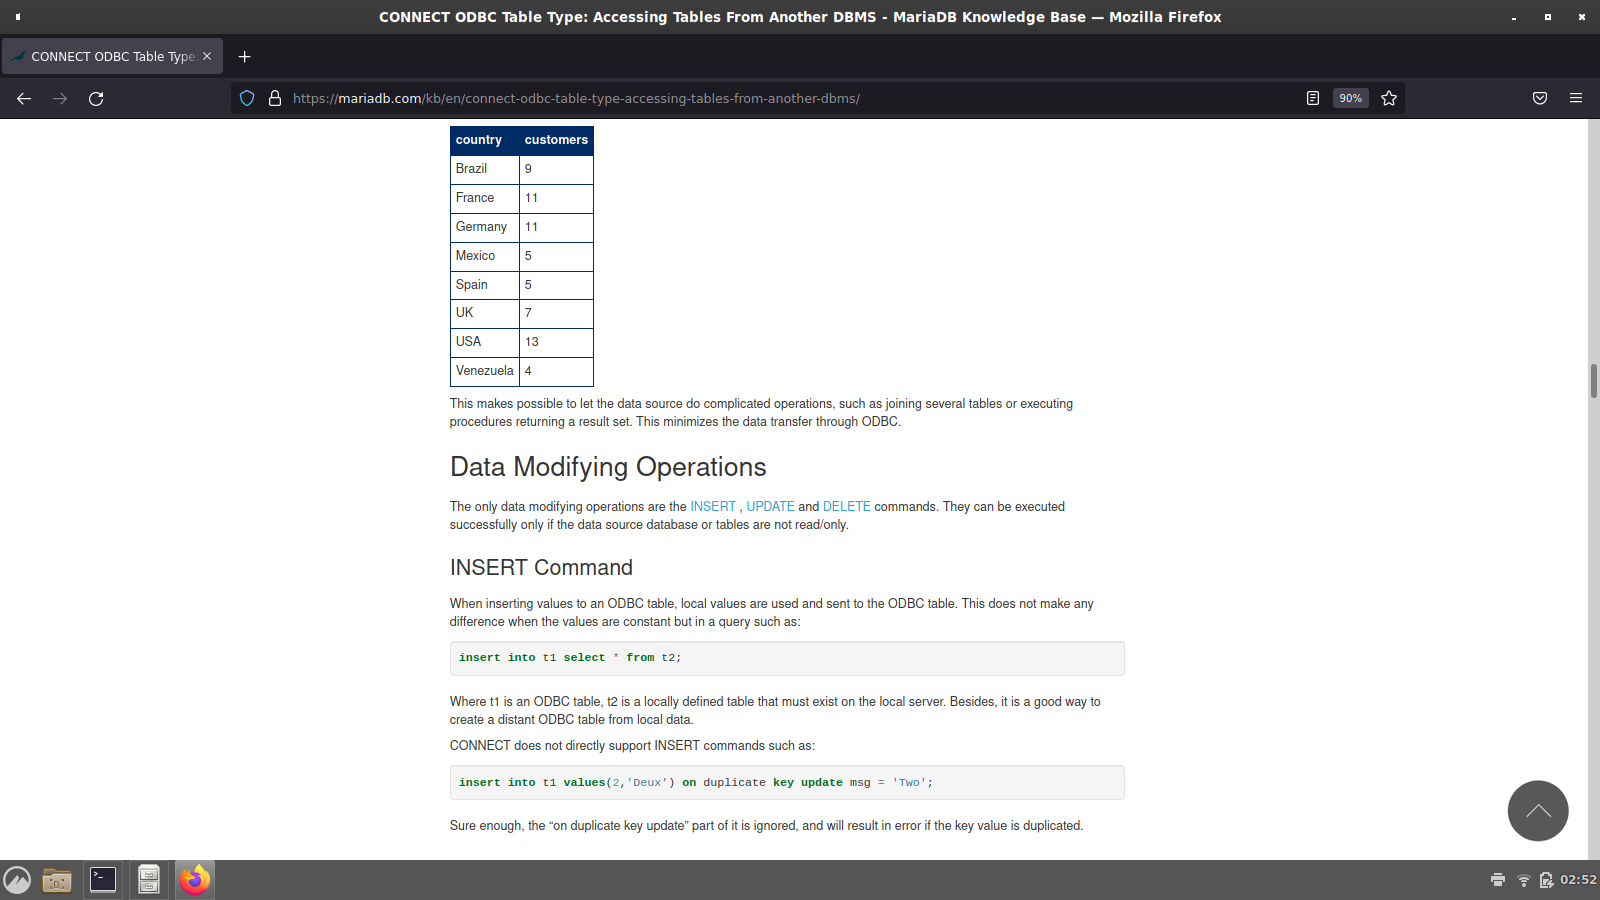 CONNECT ODBC Table Type: Accessing Tables From Another DBMS - MariaDB Knowledge Base — Mozilla Firefox
CONNECT ODBC Table Type:
https://mariadb.com/kb/en/connect-odbc-table-type-accessing-tables-from-another-dbms/
90%
country customers
Brazil 9
France 11
Germany 11
Mexico 5
Spain 5
UK 7
USA 13
Venezuela 4
This makes possible to let the data source do complicated operations, such as joining several tables or executing
procedures returning a result set. This minimizes the data transfer through ODBC.
Data Modifying Operations
The only data modifying operations are the INSERT , UPDATE and DELETE commands. They can be executed
successfully only if the data source database or tables are not read/only.
INSERT Command
When inserting values to an ODBC table, local values are used and sent to the ODBC table. This does not make any
difference when the values are constant but in a query such as:
insert into t1 select * from t2;
Where t1 is an ODBC table, t2 is a locally defined table that must exist on the local server. Besides, it is a good way to
create a distant ODBC table from local data.
CONNECT does not directly support INSERT commands such as:
insert into t1 values(2,'Deux') on duplicate key update msg = 'Two';
Sure enough, the “on duplicate key update” part of it is ignored, and will result in error if the key value is duplicated.
02:52